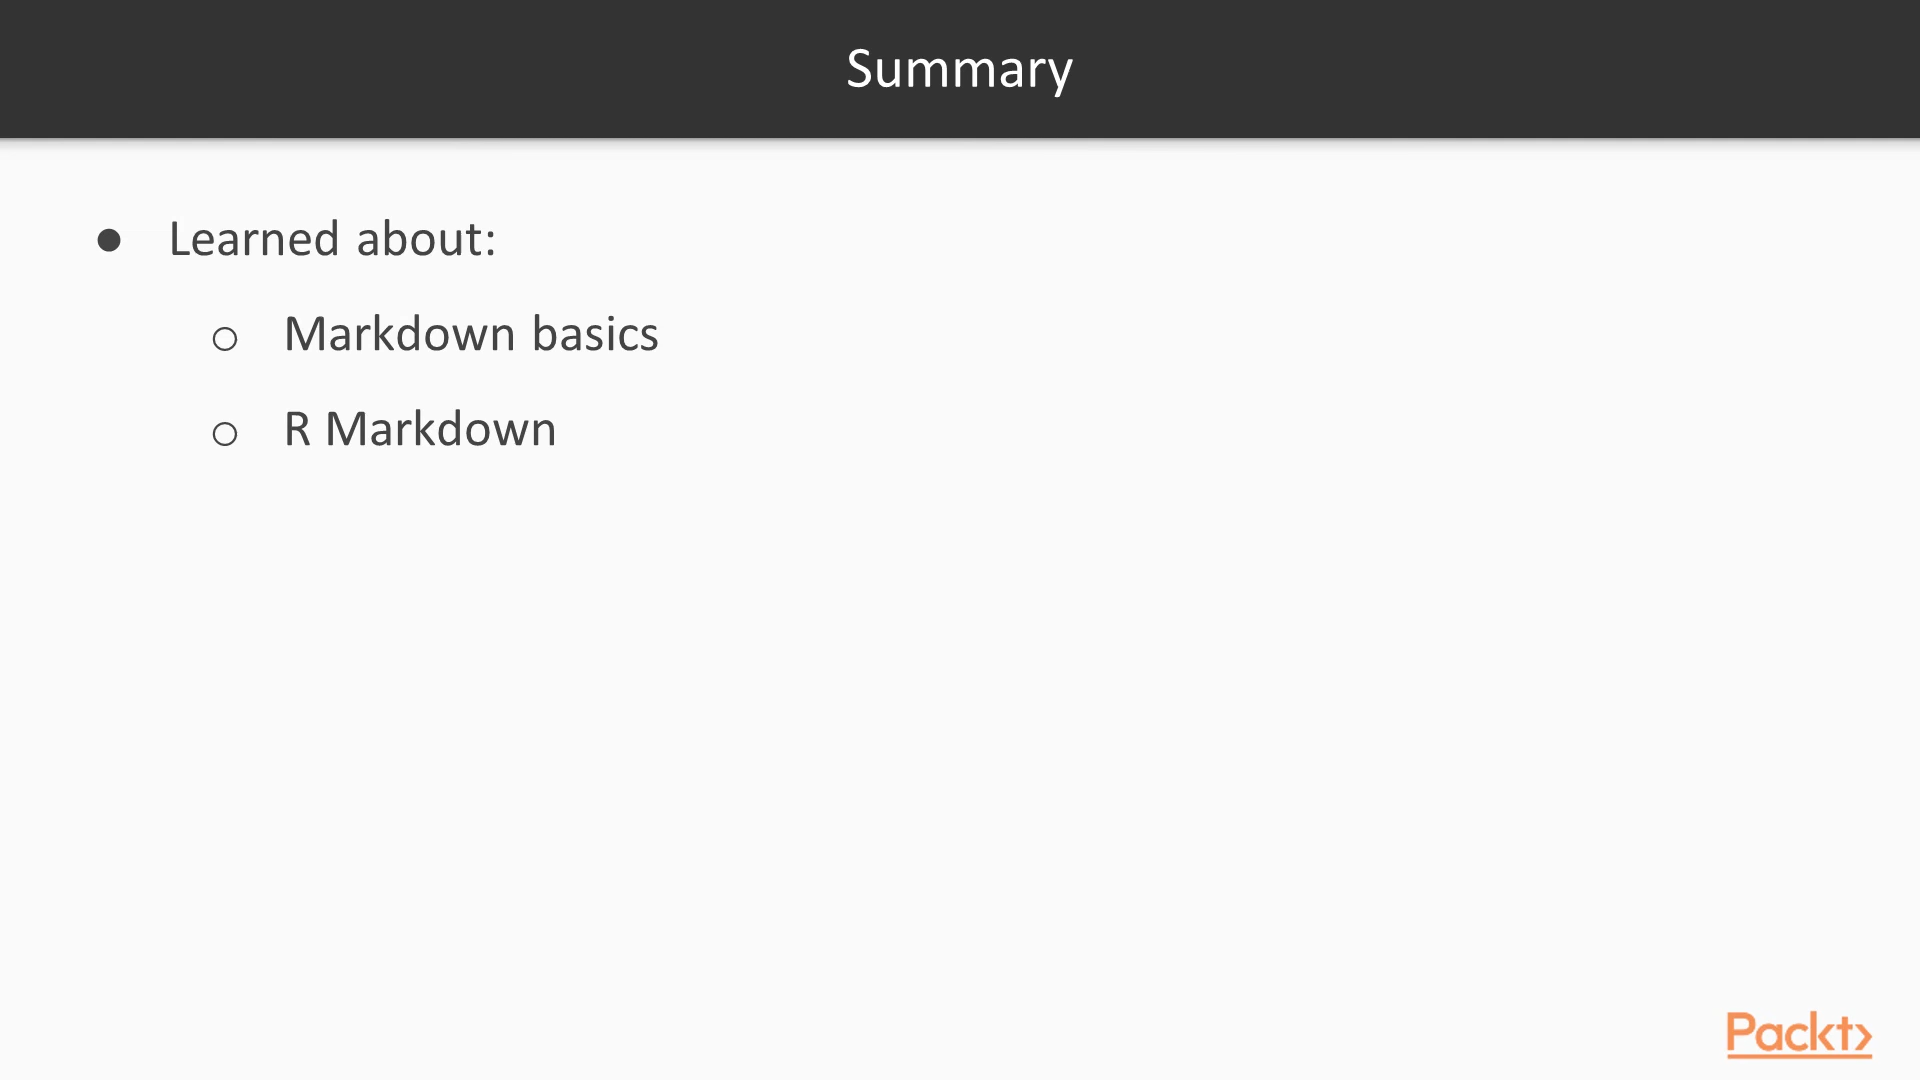 Summary
● Learned about:
○ Markdown basics
○ R Markdown
Packt>